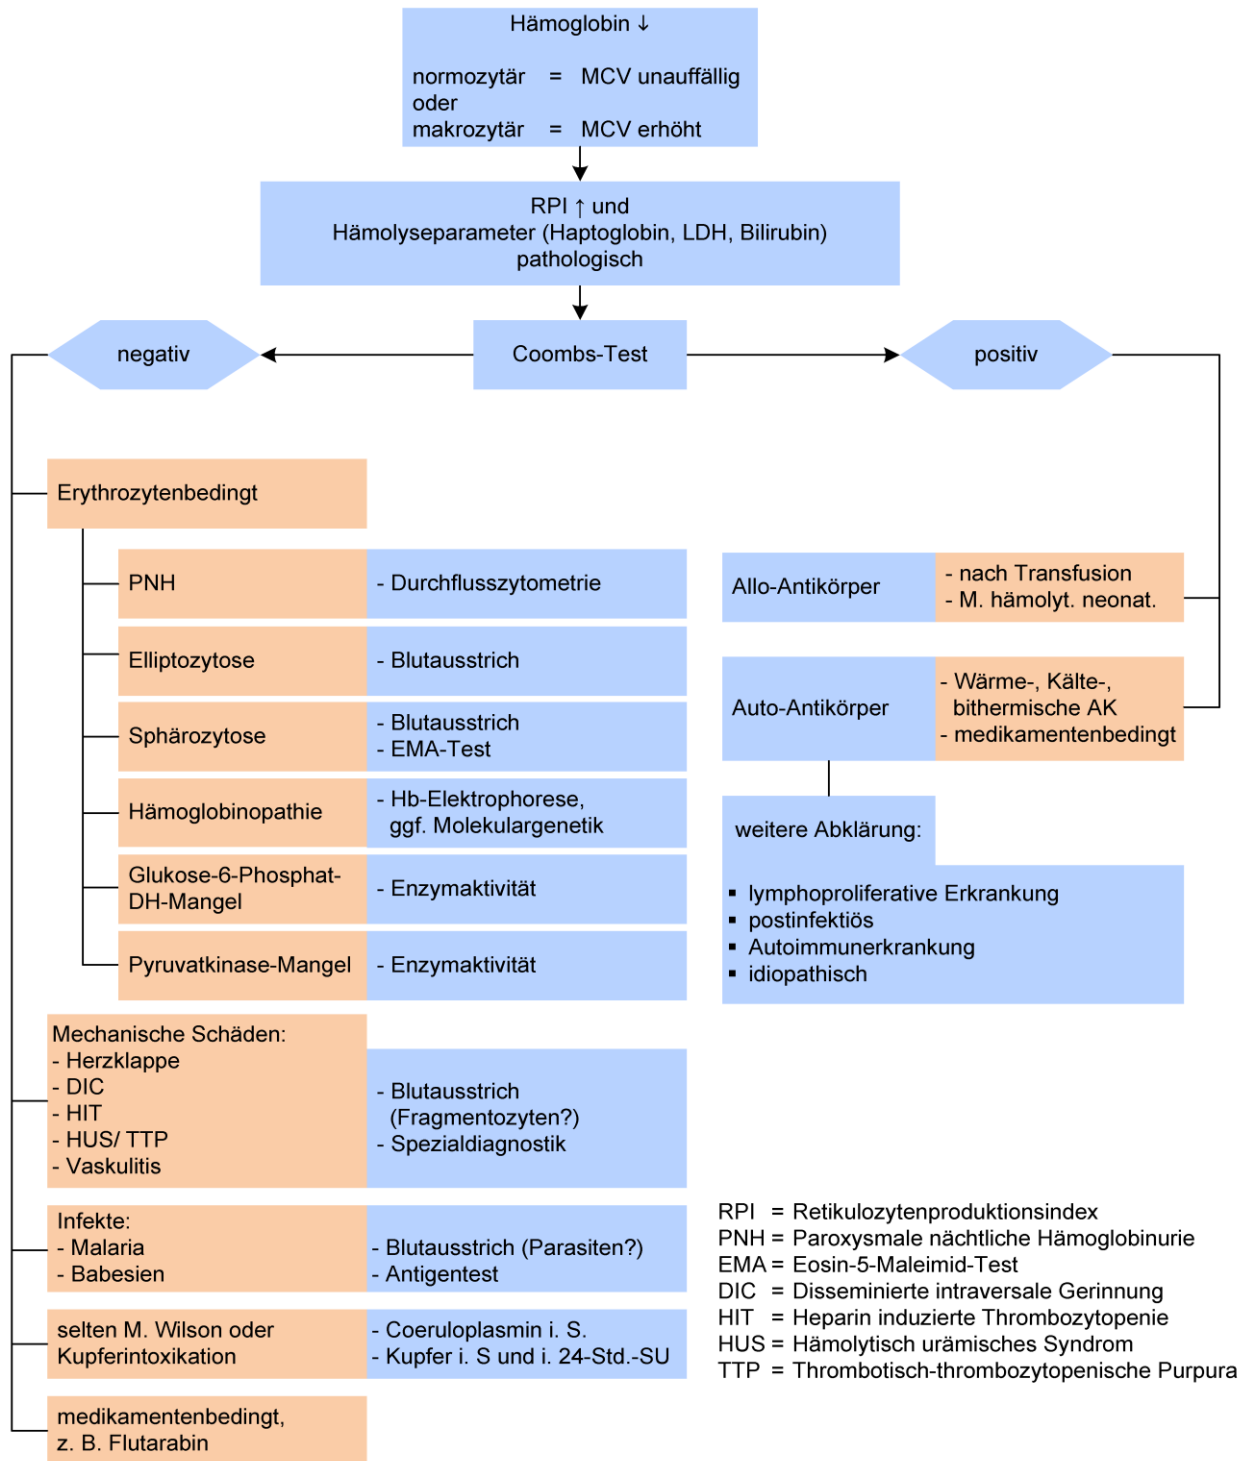 Hämoglobin ↓
normozytär = MCV unauffällig
oder
makrozytär = MCV erhöht
RPI ↑ und
Hämolyseparameter (Haptoglobin, LDH, Bilirubin)
pathologisch
negativ
Coombs-Test
positiv
Erythrozytenbedingt
PNH
- Durchflusszytometrie
Elliptozytose
- Blutausstrich
Sphärozytose
- Blutausstrich
- EMA-Test
Hämoglobinopathie
- Hb-Elektrophorese,
ggf. Molekulargenetik
Glukose-6-Phosphat-
DH-Mangel
- Enzymaktivität
Pyruvatkinase-Mangel
- Enzymaktivität
Mechanische Schäden:
- Herzklappe
- DIC
- HIT
- HUS/ TTP
- Vaskulitis
- Blutausstrich
(Fragmentozyten?)
- Spezialdiagnostik
Infekte:
- Malaria
- Babesien
- Blutausstrich (Parasiten?)
- Antigentest
selten M. Wilson oder
Kupferintoxikation
- Coeruloplasmin i. S.
- Kupfer i. S und i. 24-Std.-SU
medikamentenbedingt,
z. B. Flutarabin
Allo-Antikörper
- nach Transfusion
- M. hämolyt. neonat.
Auto-Antikörper
- Wärme-, Kälte-,
bithermische AK
- medikamentenbedingt
weitere Abklärung:
▪ lymphoproliferative Erkrankung
▪ postinfektiös
▪ Autoimmunerkrankung
▪ idiopathisch
RPI = Retikulozytenproduktionsindex
PNH = Paroxysmale nächtliche Hämoglobinurie
EMA = Eosin-5-Maleimid-Test
DIC = Disseminierte intraversale Gerinnung
HIT = Heparin induzierte Thrombozytopenie
HUS = Hämolytisch urämisches Syndrom
TTP = Thrombotisch-thrombozytopenische Purpura